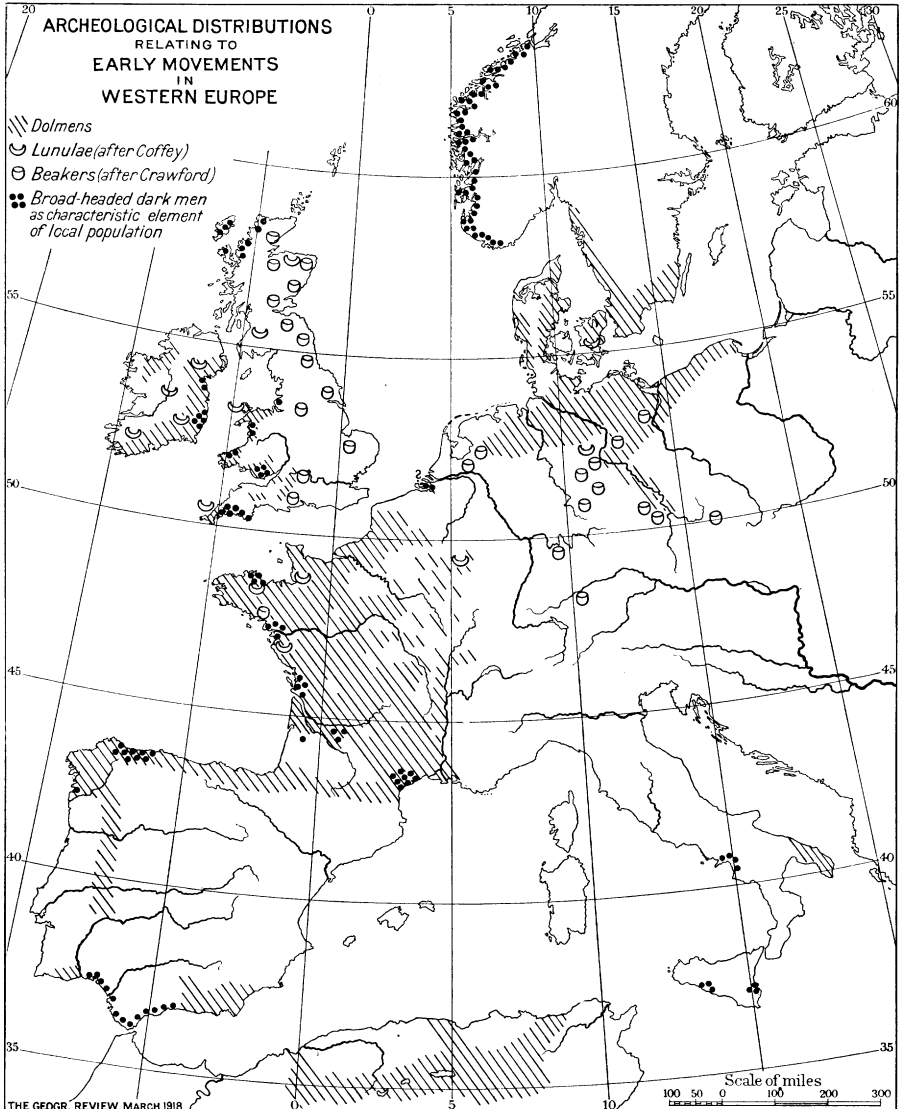 20 0 5 10 15 20 25 30
ARCHEOLOGICAL DISTRIBUTIONS
RELATING TO
EARLY MOVEMENTS
IN
WESTERN EUROPE
Dolmens
Lunulae (after Coffey)
Beakers (after Crawford)
Broad-headed dark men
as characteristic element
of local population
60
55 55
50 50
45 45
40 40
35 35
2
Scale of miles
100 50 0 100 200 300
THE GEOGR. REVIEW, MARCH 1918
0 5 10